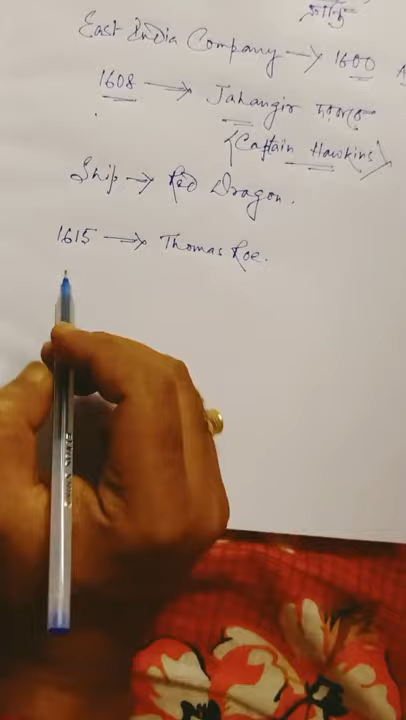 East India Company → 1600
1608 → Jahangir
{Captain Hawkins}
Ship → Red Dragon.
1615 → Thomas Roe.